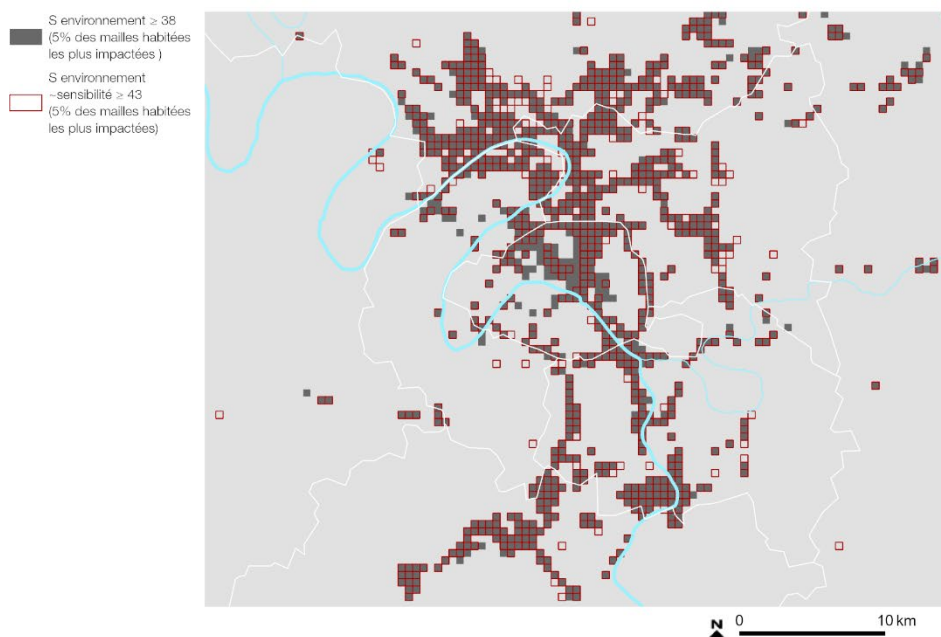 S environnement ≥ 38
(5% des mailles habitées
les plus impactées )
S environnement
~sensibilité ≥ 43
(5% des mailles habitées
les plus impactées)
N
0 10 km